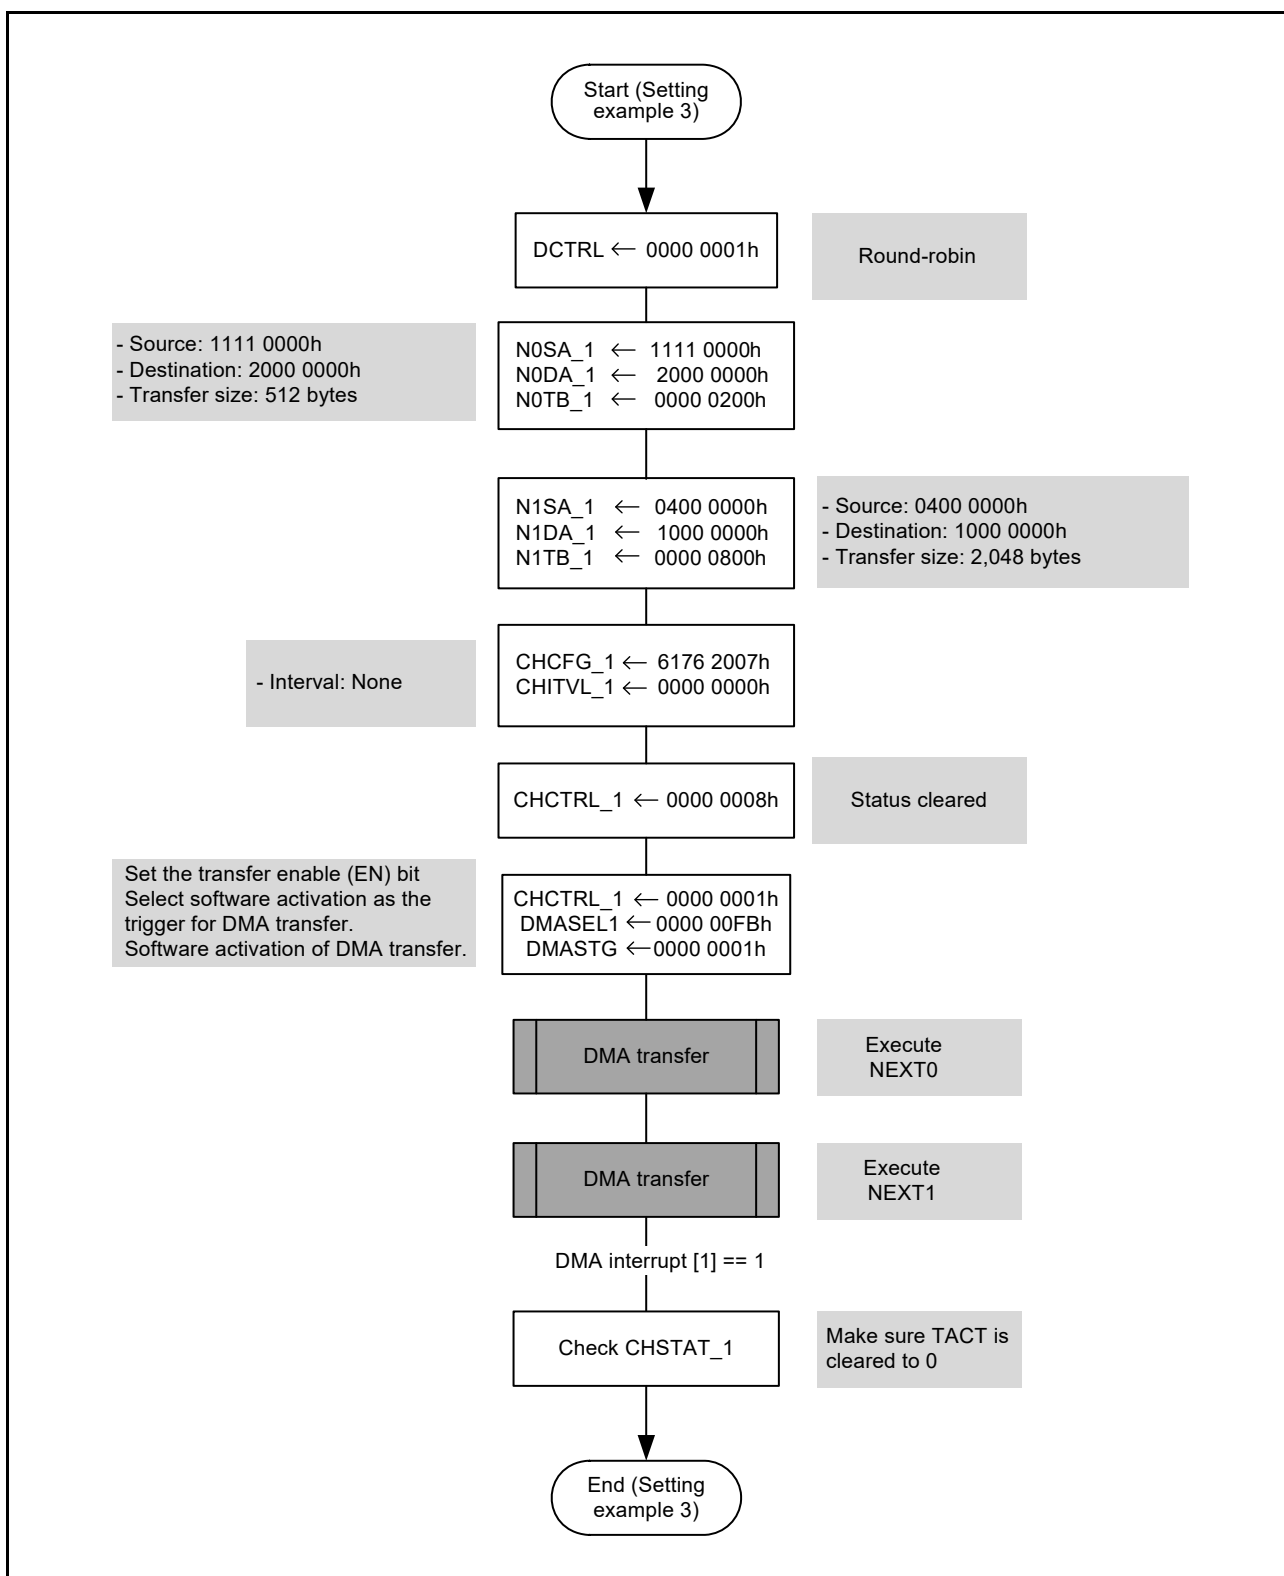 Start (Setting
example 3)
DCTRL ← 0000 0001h
Round-robin
- Source: 1111 0000h
- Destination: 2000 0000h
- Transfer size: 512 bytes
N0SA_1 ← 1111 0000h
N0DA_1 ← 2000 0000h
N0TB_1 ← 0000 0200h
N1SA_1 ← 0400 0000h
N1DA_1 ← 1000 0000h
N1TB_1 ← 0000 0800h
- Source: 0400 0000h
- Destination: 1000 0000h
- Transfer size: 2,048 bytes
- Interval: None
CHCFG_1 ← 6176 2007h
CHITVL_1 ← 0000 0000h
CHCTRL_1 ← 0000 0008h
Status cleared
Set the transfer enable (EN) bit
Select software activation as the
trigger for DMA transfer.
Software activation of DMA transfer.
CHCTRL_1 ← 0000 0001h
DMASEL1 ← 0000 00FBh
DMASTG ← 0000 0001h
DMA transfer
Execute
NEXT0
DMA transfer
Execute
NEXT1
DMA interrupt [1] == 1
Check CHSTAT_1
Make sure TACT is
cleared to 0
End (Setting
example 3)